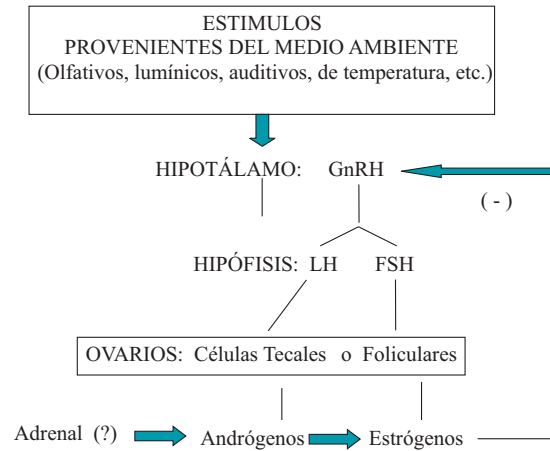 ESTIMULOS
PROVENIENTES DEL MEDIO AMBIENTE
(Olfativos, lumínicos, auditivos, de temperatura, etc.)
HIPOTÁLAMO: GnRH
( - )
HIPÓFISIS: LH FSH
OVARIOS: Células Tecales o Foliculares
Adrenal (?) Andrógenos Estrógenos